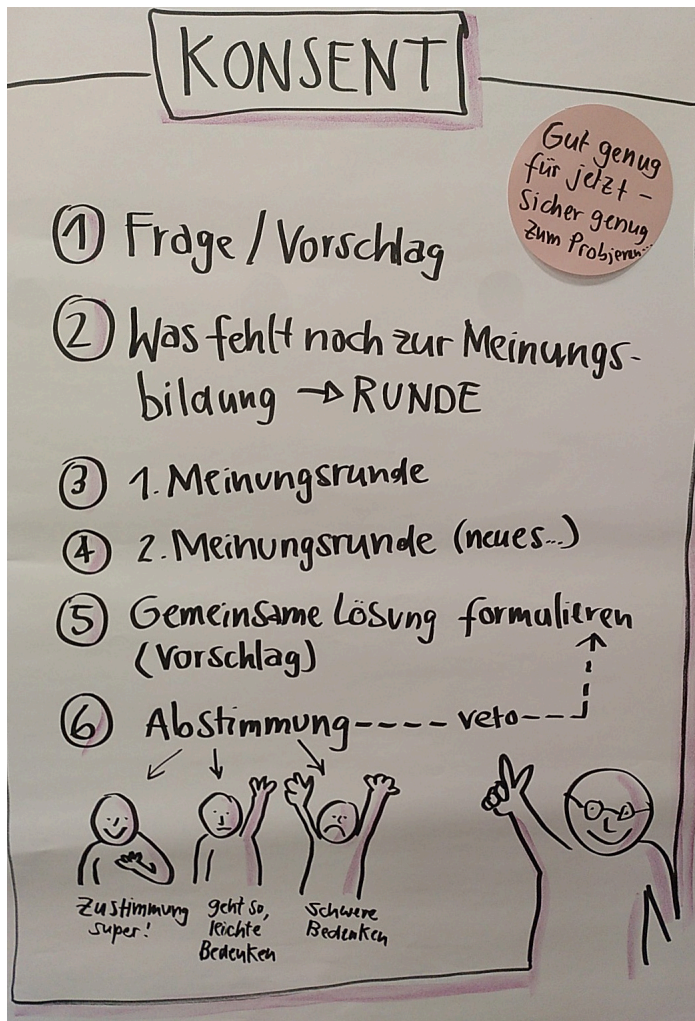 KONSENT
Gut genug
für jetzt –
sicher genug
zum Probieren...
1 Frage / Vorschlag
2 Was fehlt noch zur Meinungs-
bildung → RUNDE
3 1. Meinungsrunde
4 2. Meinungsrunde (neues...)
5 Gemeinsame Lösung formulieren
(Vorschlag)
6 Abstimmung ---- veto ---
Zustimmung
super!
geht so,
leichte
Bedenken
Schwere
Bedenken